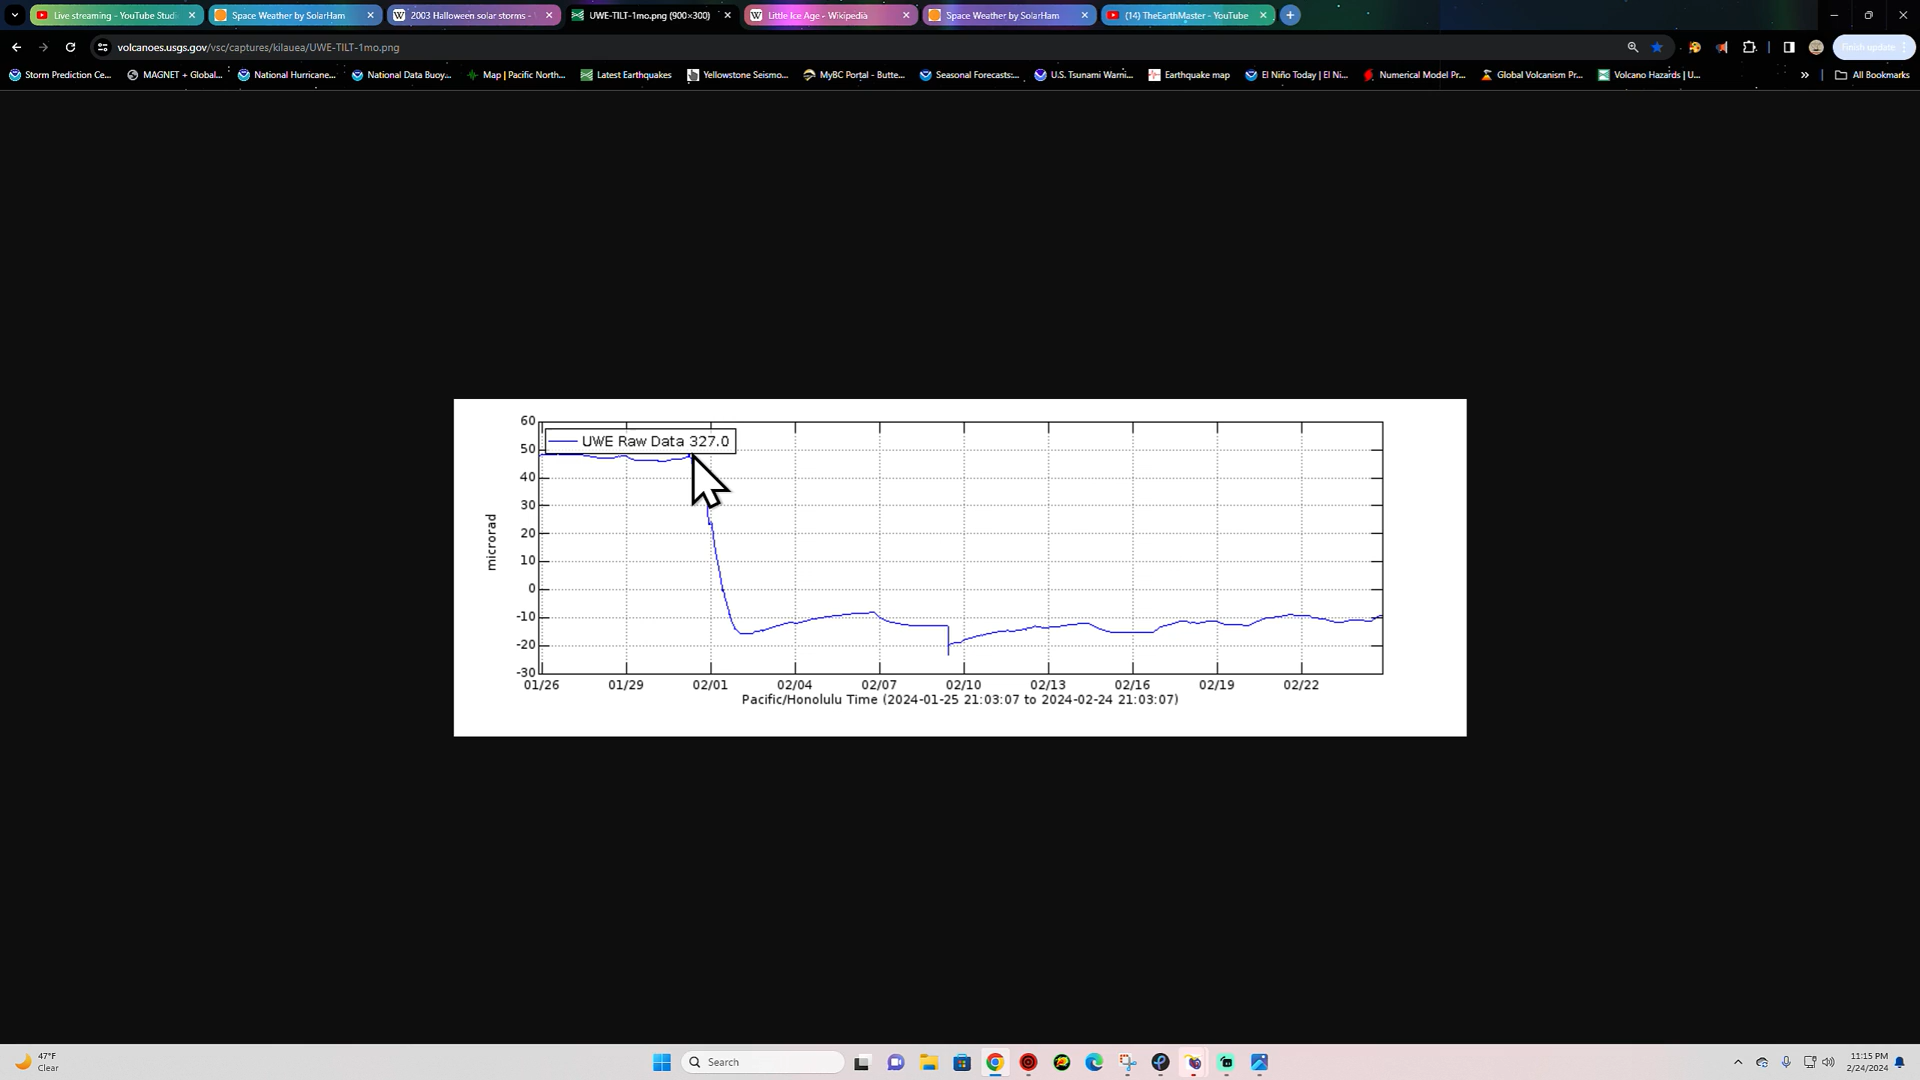 Live streaming - YouTube Studi
Space Weather by SolarHam
2003 Halloween solar storms -
UWE-TILT-1mo.png (900×300)
Little Ice Age - Wikipedia
Space Weather by SolarHam
(14) TheEarthMaster - YouTube
volcanoes.usgs.gov/vsc/captures/kilauea/UWE-TILT-1mo.png
Finish update
Storm Prediction Ce...
MAGNET + Global...
National Hurricane...
National Data Buoy...
Map | Pacific North...
Latest Earthquakes
Yellowstone Seismo...
MyBC Portal - Butte...
Seasonal Forecasts:...
U.S. Tsunami Warni...
Earthquake map
El Niño Today | El Ni...
Numerical Model Pr...
Global Volcanism Pr...
Volcano Hazards | U...
All Bookmarks
UWE Raw Data 327.0
60
50
40
30
20
10
0
-10
-20
-30
microrad
01/26 01/29 02/01 02/04 02/07 02/10 02/13 02/16 02/19 02/22
Pacific/Honolulu Time (2024-01-25 21:03:07 to 2024-02-24 21:03:07)
47°F
Clear
Search
11:15 PM
2/24/2024